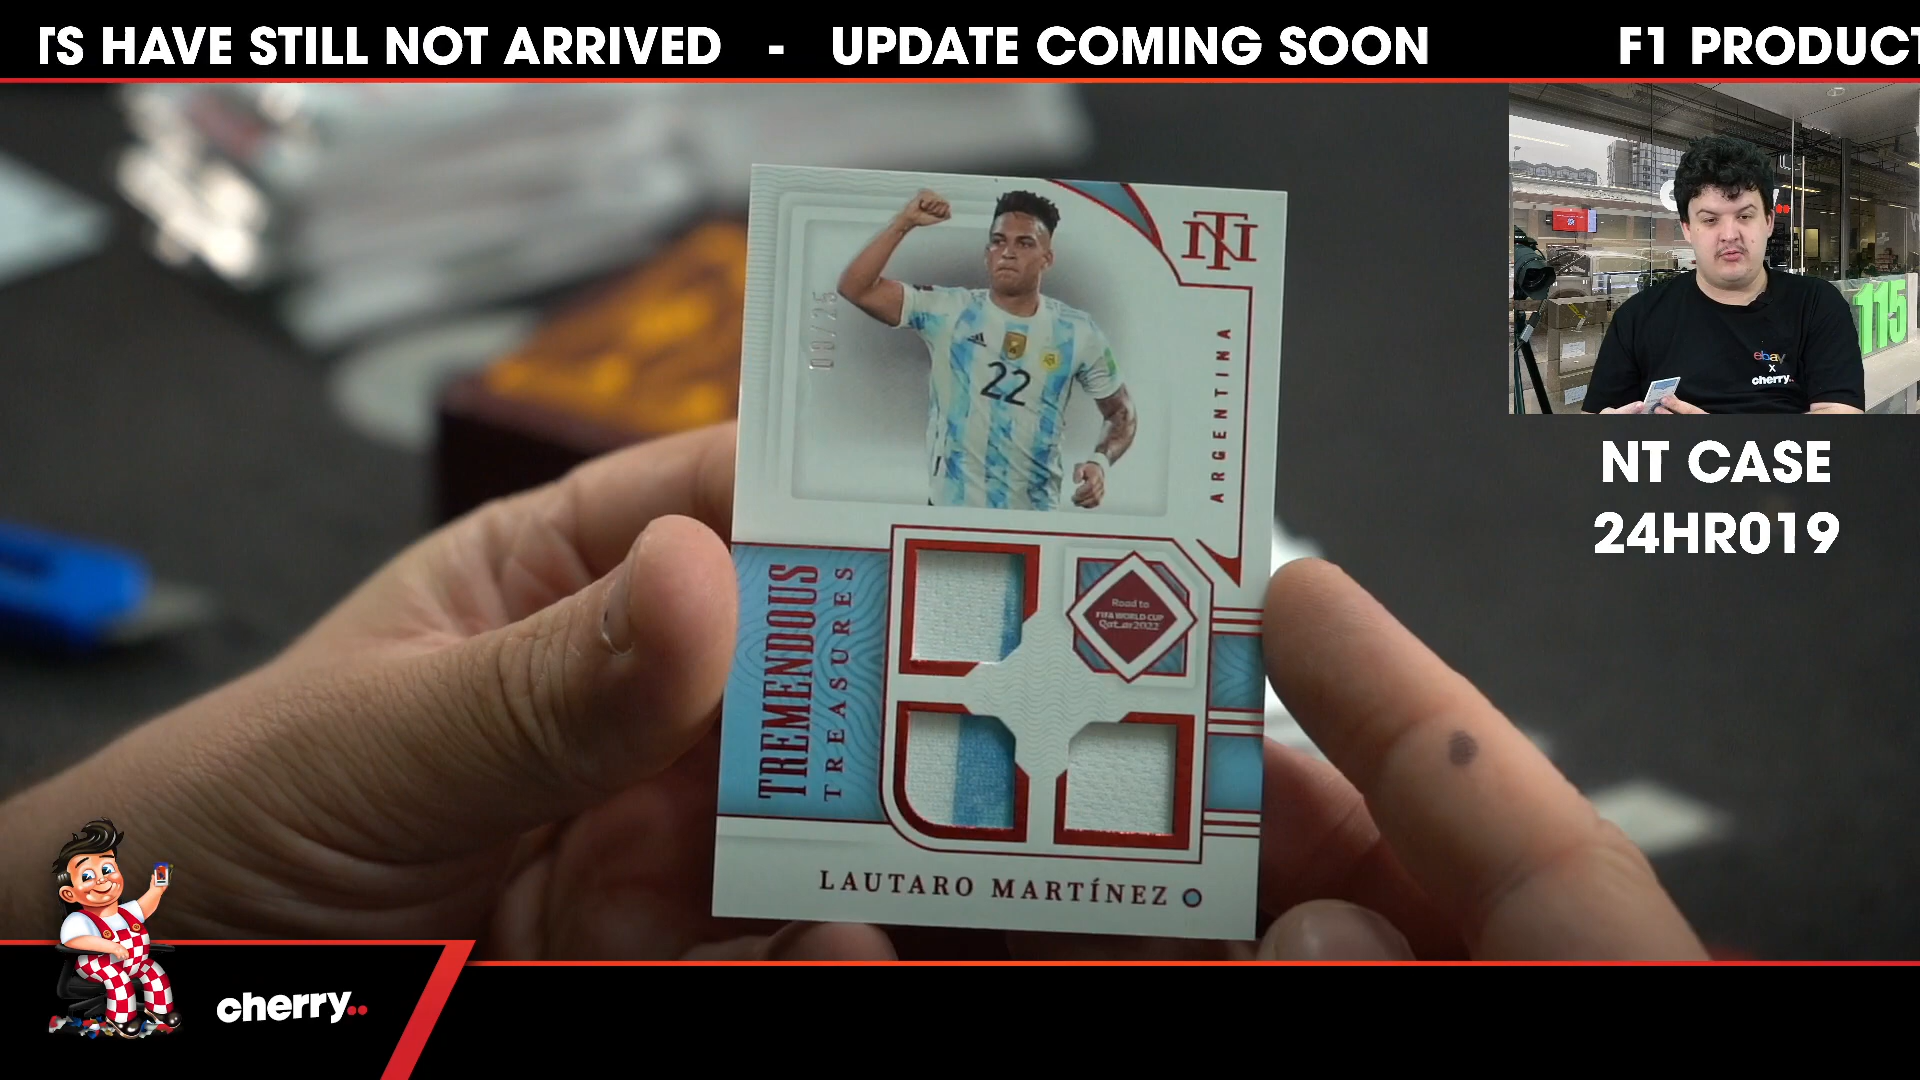 TS HAVE STILL NOT ARRIVED - UPDATE COMING SOON F1 PRODUCT
NT
ARGENTINA
22
TREMENDOUS
TREASURES
Road to
FIFA WORLD CUP
Qatar2022
LAUTARO MARTÍNEZ
115
ebay
x
cherry..
NT CASE
24HR019
cherry..